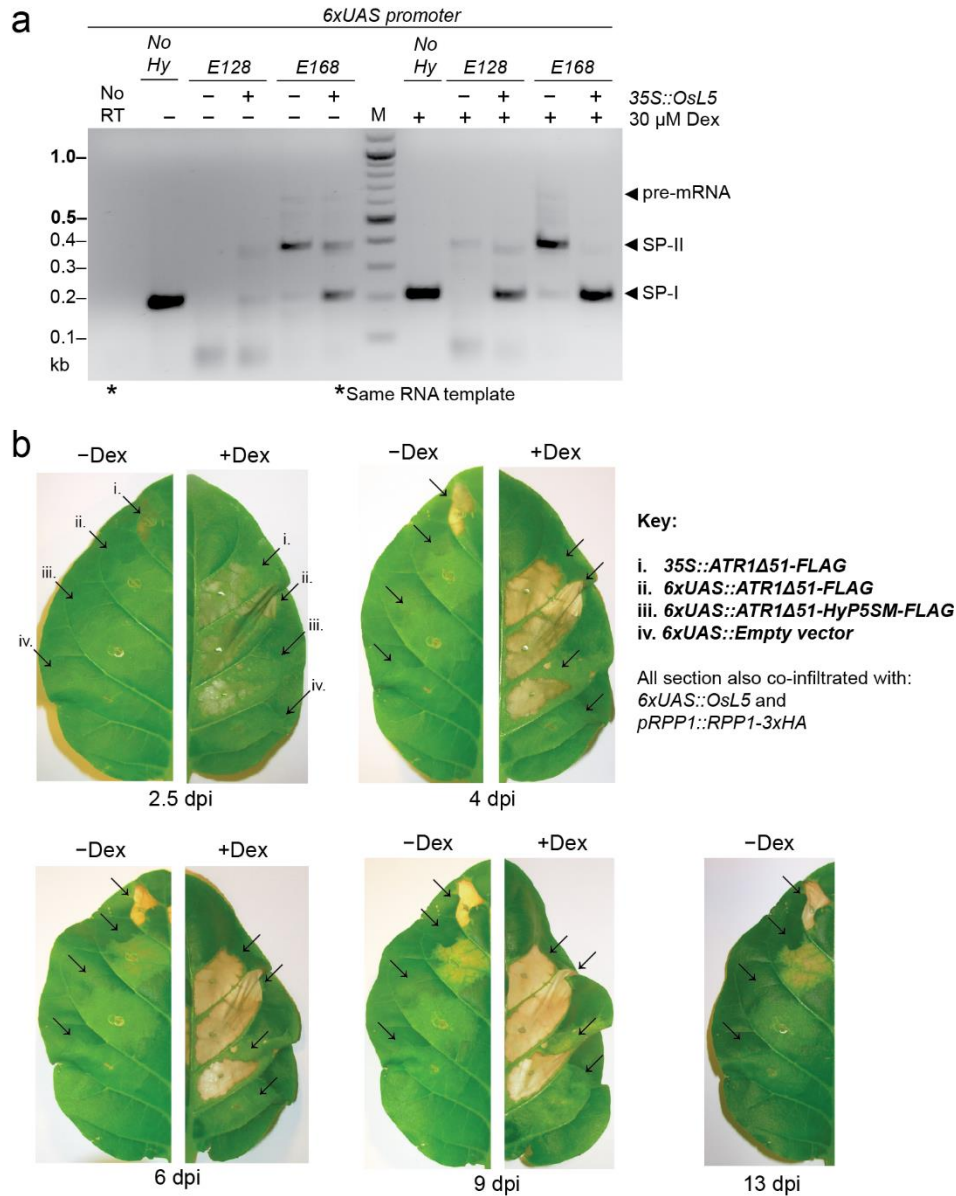 a
6xUAS promoter
No Hy E128 E168 No Hy E128 E168
No RT – – + – + M – + – + 35S::OsL5
– – – – – + + + + + 30 µM Dex
1.0–
0.5–
0.4–
0.3–
0.2–
0.1–
kb
◄pre-mRNA
◄SP-II
◄SP-I
* *Same RNA template
b
–Dex +Dex
i.
ii.
iii.
iv.
i.
ii.
iii.
iv.
2.5 dpi
–Dex +Dex
4 dpi
Key:
i. 35S::ATR1Δ51-FLAG
ii. 6xUAS::ATR1Δ51-FLAG
iii. 6xUAS::ATR1Δ51-HyP5SM-FLAG
iv. 6xUAS::Empty vector
All section also co-infiltrated with:
6xUAS::OsL5 and
pRPP1::RPP1-3xHA
–Dex +Dex
6 dpi
–Dex +Dex
9 dpi
–Dex
13 dpi